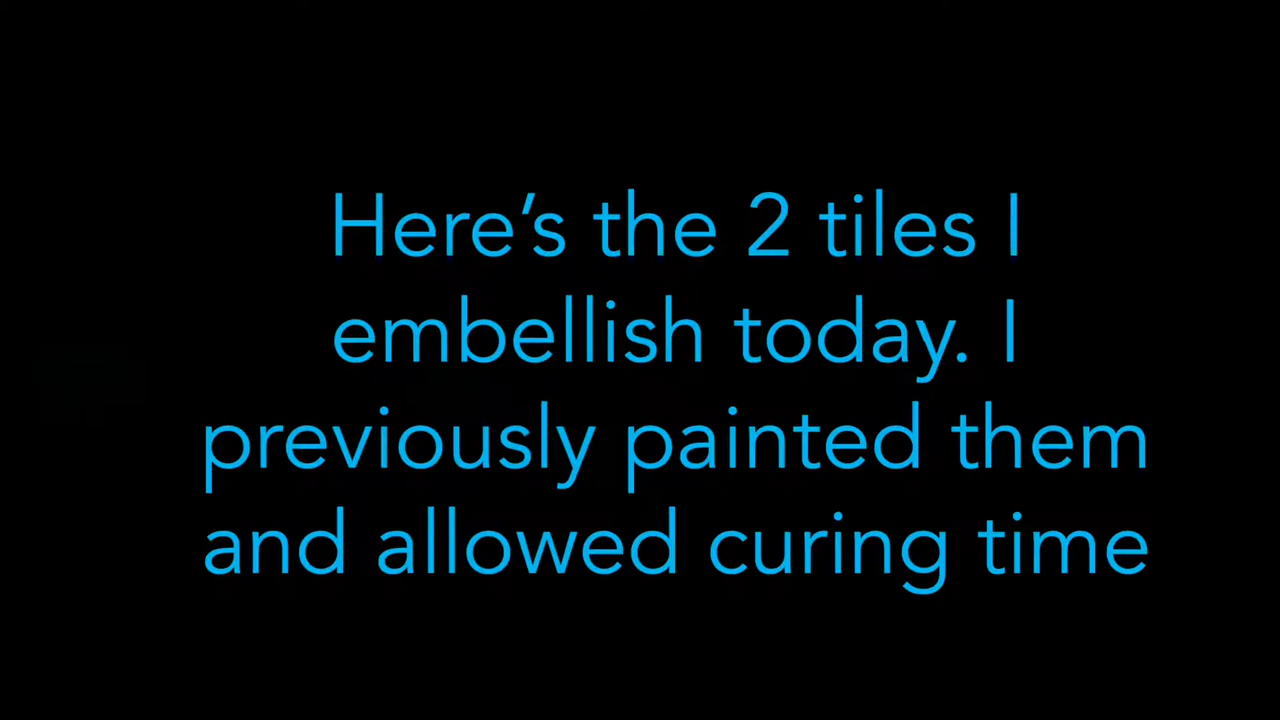 Here’s the 2 tiles I
embellish today. I
previously painted them
and allowed curing time